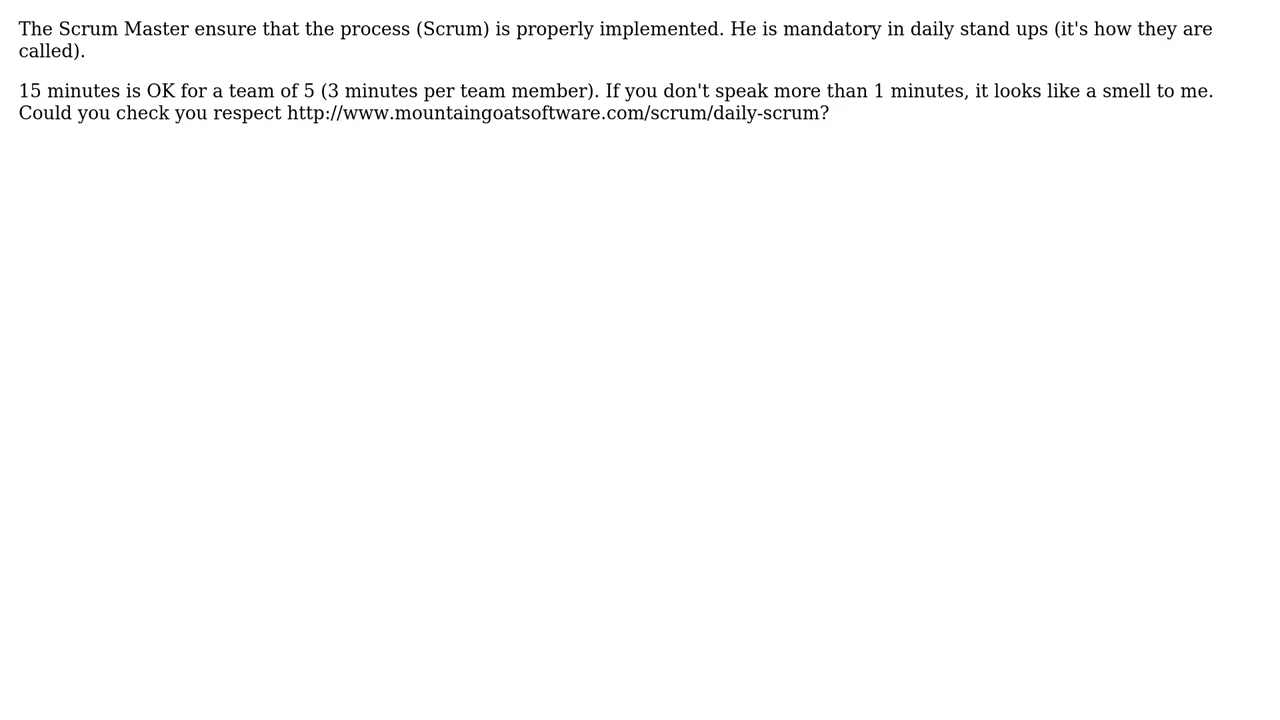 The Scrum Master ensure that the process (Scrum) is properly implemented. He is mandatory in daily stand ups (it's how they are
called).
15 minutes is OK for a team of 5 (3 minutes per team member). If you don't speak more than 1 minutes, it looks like a smell to me.
Could you check you respect http://www.mountaingoatsoftware.com/scrum/daily-scrum?